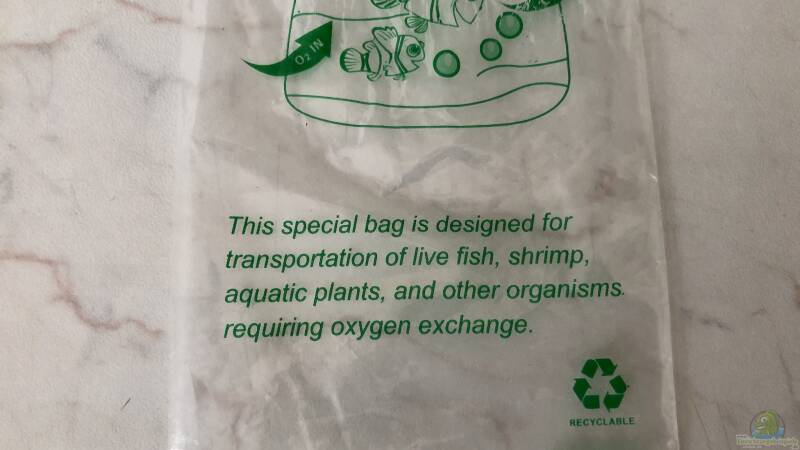 O2 IN
This special bag is designed for
transportation of live fish, shrimp,
aquatic plants, and other organisms.
requiring oxygen exchange.
RECYCLABLE